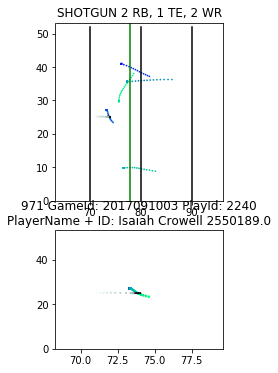 SHOTGUN 2 RB, 1 TE, 2 WR
50
40
30
20
10
0
70 80 90
971 GameId: 2017091003 PlayId: 2240
PlayerName + ID: Isaiah Crowell 2550189.0
40
20
0
70.0 72.5 75.0 77.5